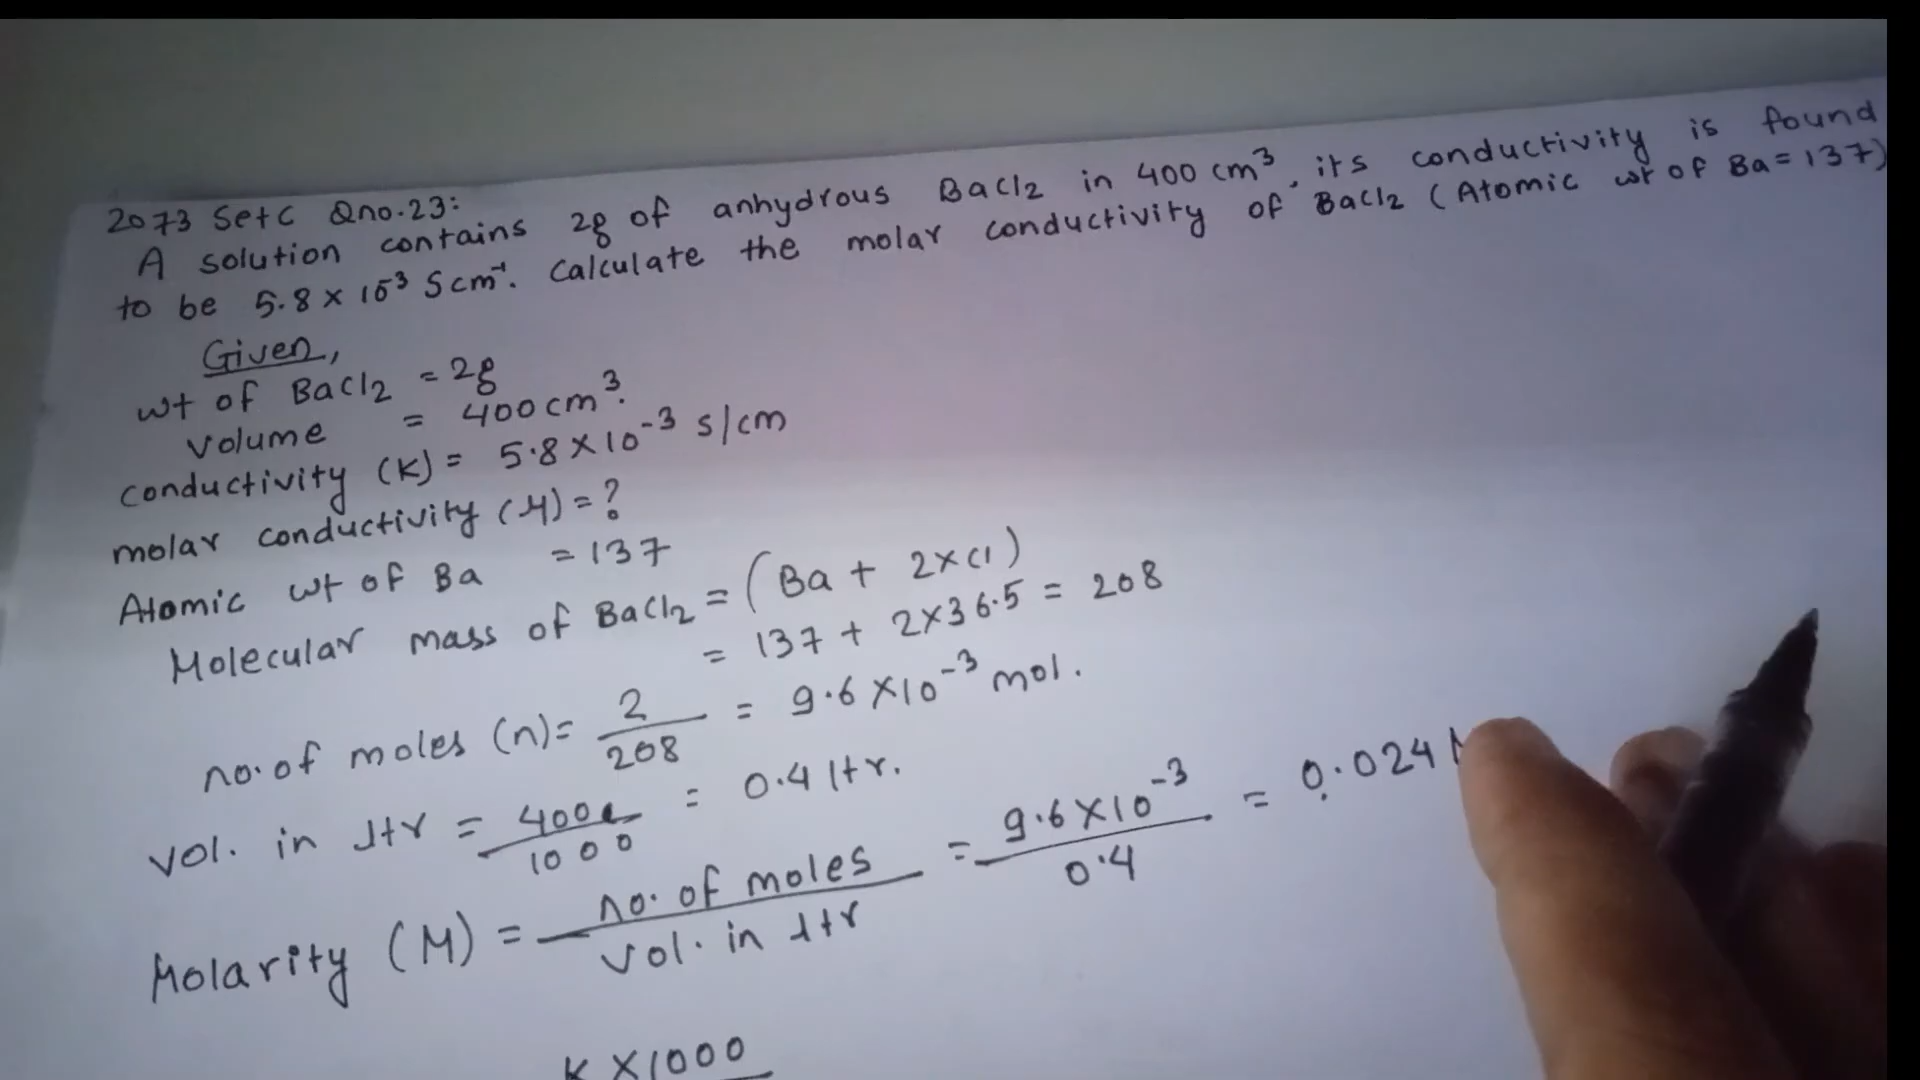 2073 Set C Qno.23:
A solution contains 2g of anhydrous BaCl2 in 400 cm³. its conductivity is found
to be 5.8 x 10⁻³ S cm⁻¹. Calculate the molar conductivity of BaCl2 (Atomic wt of Ba = 137)
Given,
wt of BaCl2 = 2g
Volume = 400 cm³.
conductivity (K) = 5.8 X 10⁻³ s/cm
molar conductivity (M) = ?
Atomic wt of Ba = 137
Molecular mass of BaCl2 = (Ba + 2 x Cl)
= 137 + 2 x 36.5 = 208
no. of moles (n) = 2/208 = 9.6 X 10⁻³ mol.
vol. in ltr = 400/1000 = 0.4 ltr.
Molarity (M) = no. of moles/vol. in ltr = 9.6 X 10⁻³/0.4 = 0.024
K X 1000